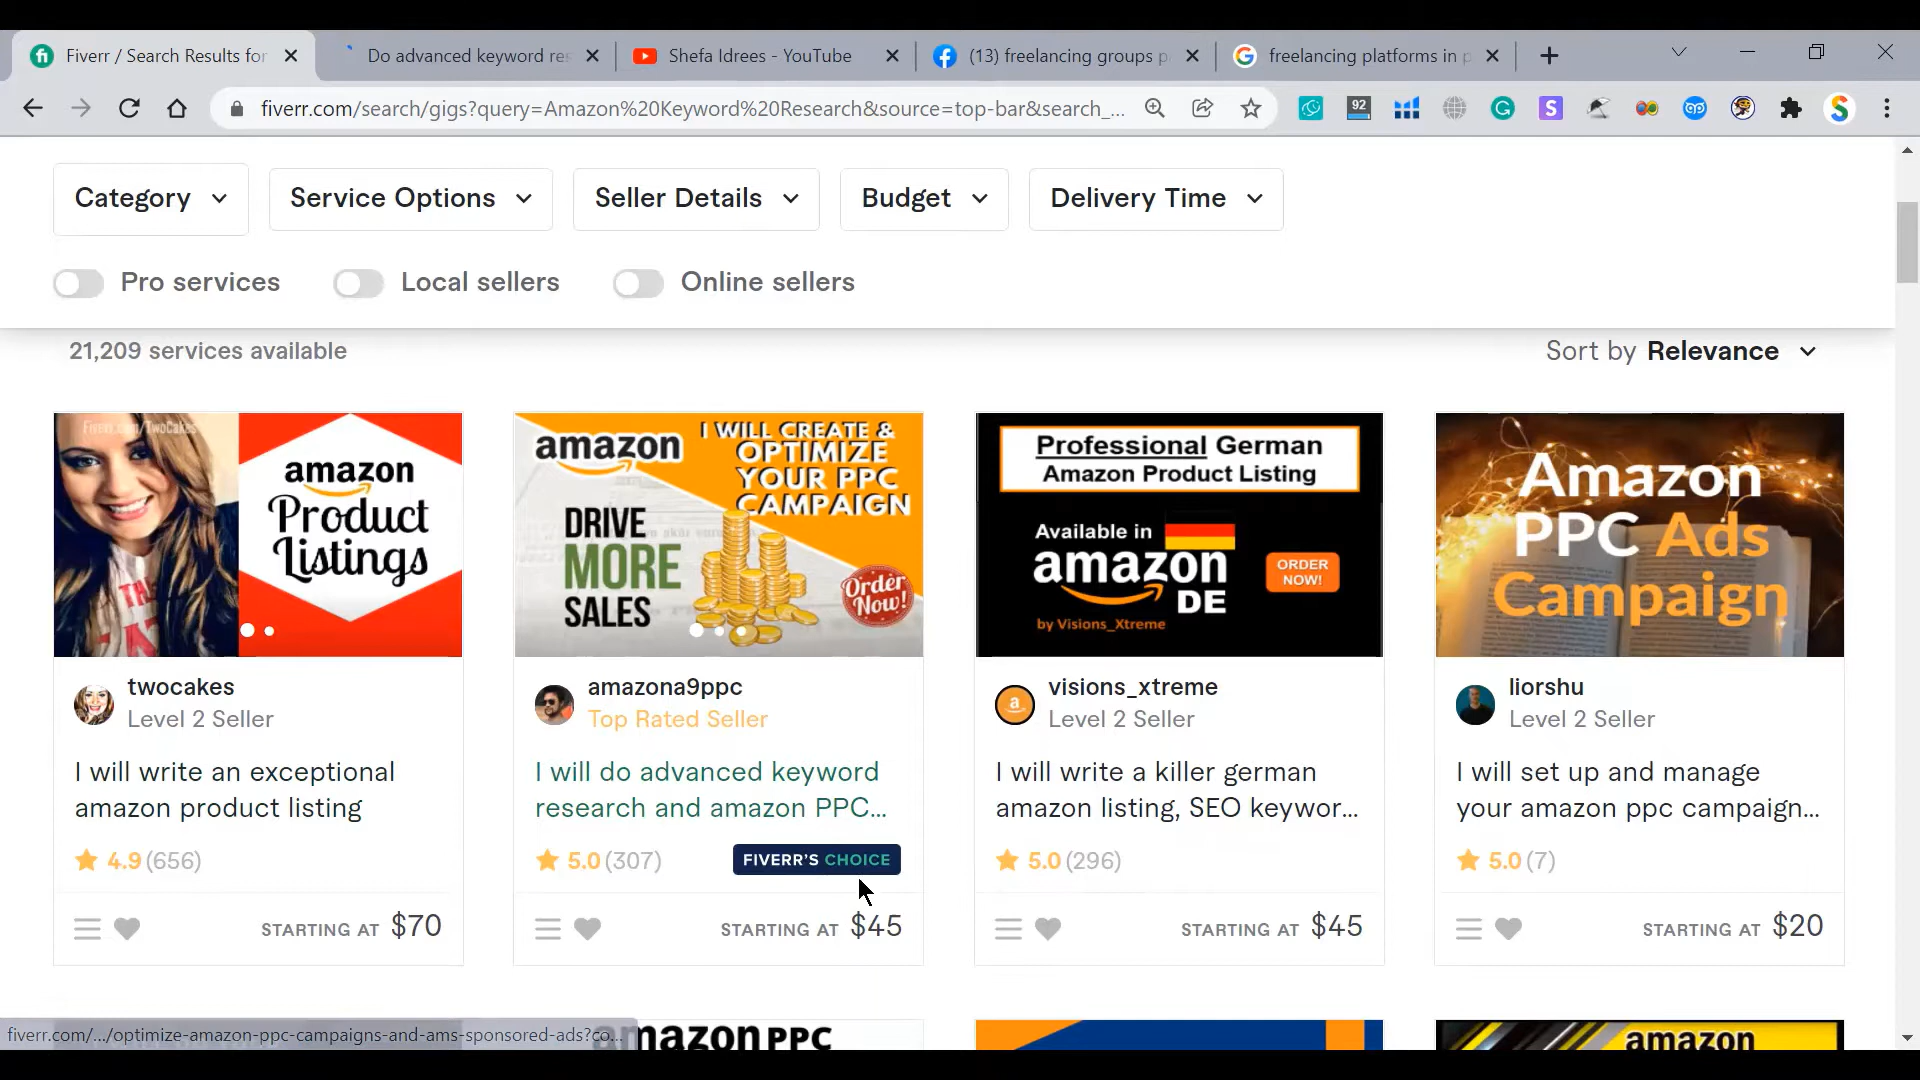 Fiverr / Search Results for
Do advanced keyword res
Shefa Idrees - YouTube
(13) freelancing groups p
freelancing platforms in p
fiverr.com/search/gigs?query=Amazon%20Keyword%20Research&source=top-bar&search_...
92
Category
Service Options
Seller Details
Budget
Delivery Time
Pro services
Local sellers
Online sellers
21,209 services available
Sort by Relevance
Fiverr.com/TwoCakes
amazon
Product
Listings
amazon
I WILL CREATE &
OPTIMIZE
YOUR PPC
CAMPAIGN
DRIVE
MORE
SALES
Order
Now!
Professional German
Amazon Product Listing
Available in
amazon
DE
ORDER
NOW!
by Visions_Xtreme
Amazon
PPC Ads
Campaign
twocakes
Level 2 Seller
I will write an exceptional
amazon product listing
4.9 (656)
STARTING AT $70
amazona9ppc
Top Rated Seller
I will do advanced keyword
research and amazon PPC...
5.0 (307)
FIVERR'S CHOICE
STARTING AT $45
visions_xtreme
Level 2 Seller
I will write a killer german
amazon listing, SEO keywor...
5.0 (296)
STARTING AT $45
liorshu
Level 2 Seller
I will set up and manage
your amazon ppc campaign...
5.0 (7)
STARTING AT $20
fiverr.com/.../optimize-amazon-ppc-campaigns-and-ams-sponsored-ads?co...
amazon PPC
amazon